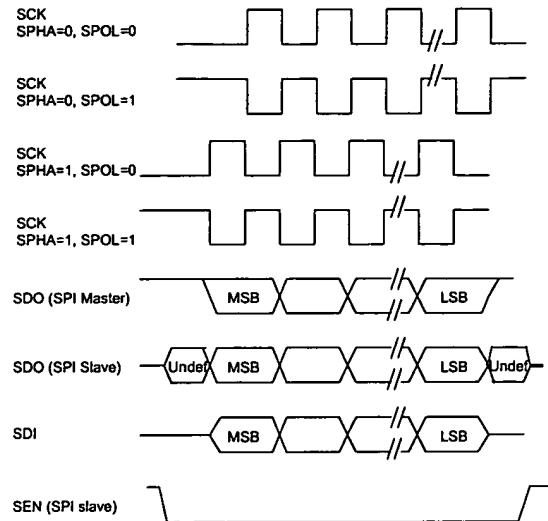 SCK
SPHA=0, SPOL=0
SCK
SPHA=0, SPOL=1
SCK
SPHA=1, SPOL=0
SCK
SPHA=1, SPOL=1
SDO (SPI Master)
MSB
LSB
SDO (SPI Slave)
Undef
MSB
LSB
Undef
SDI
MSB
LSB
SEN (SPI slave)